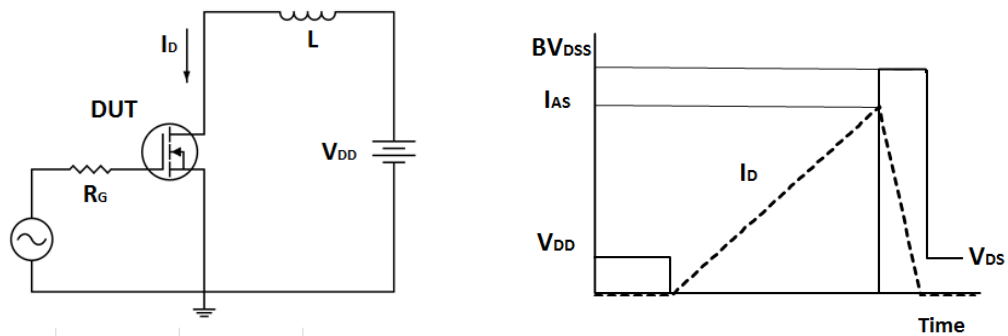 ID
L
DUT
VDD
RG
BVDSS
IAS
ID
VDD
VDS
Time